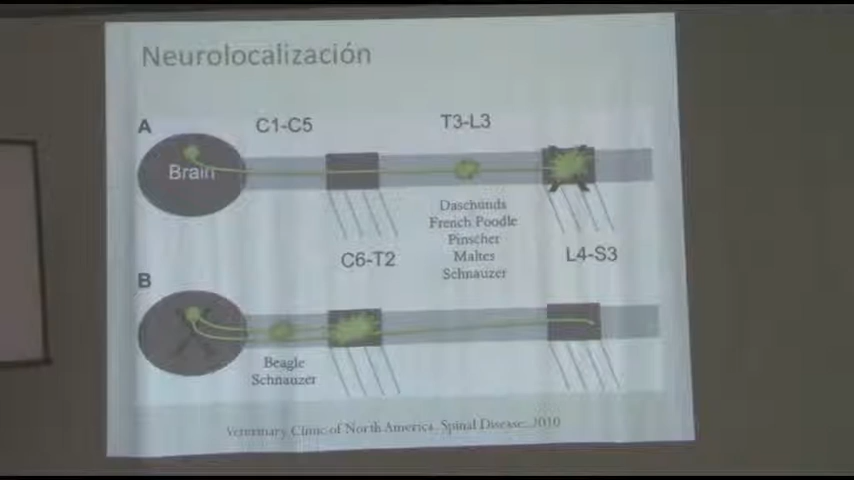 Neurolocalización
A
C1-C5
T3-L3
Brain
Daschunds
French Poodle
Pinscher
Maltes
Schnauzer
C6-T2
L4-S3
B
Beagle
Schnauzer
Veterinary Clinic of North America. Spinal Disease. 2010